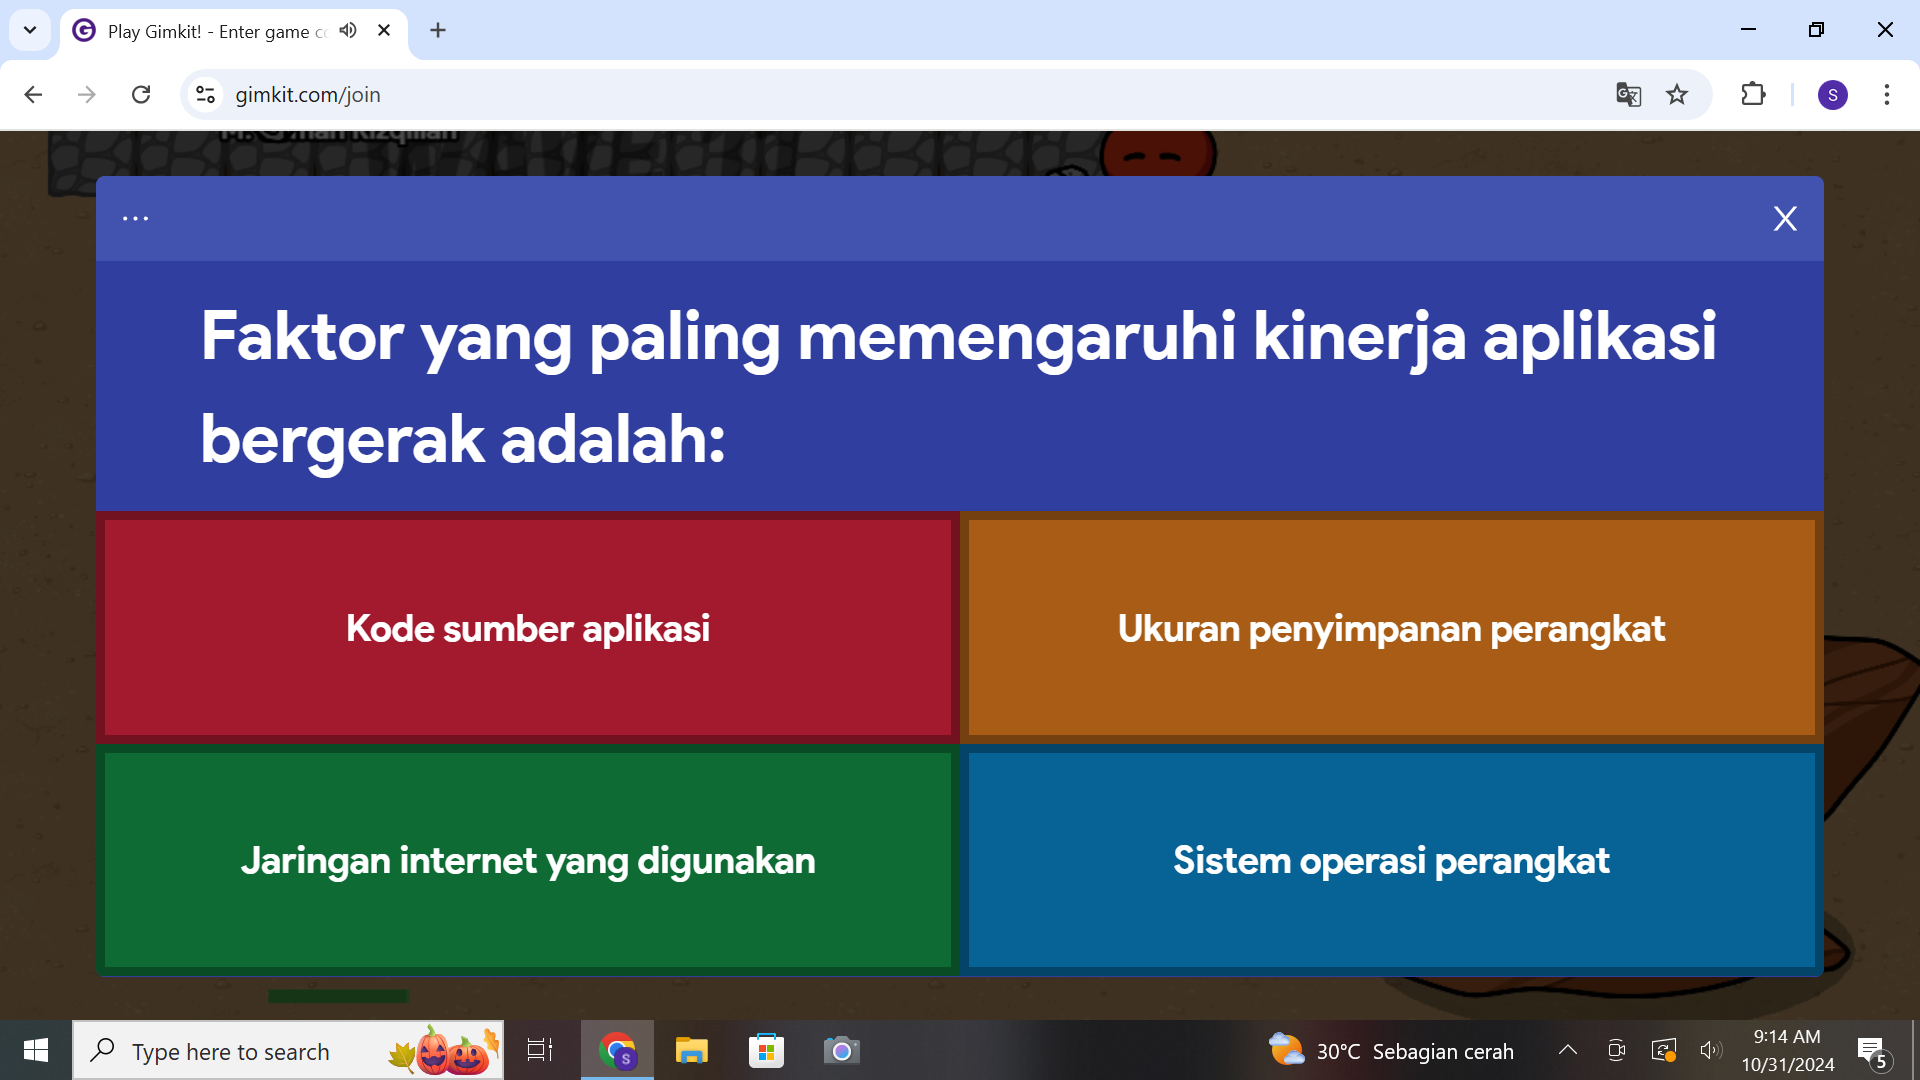 Play Gimkit! - Enter game
gimkit.com/join
S
...
X
Faktor yang paling memengaruhi kinerja aplikasi
bergerak adalah:
Kode sumber aplikasi
Ukuran penyimpanan perangkat
Jaringan internet yang digunakan
Sistem operasi perangkat
Type here to search
S
30°C Sebagian cerah
9:14 AM
10/31/2024
5